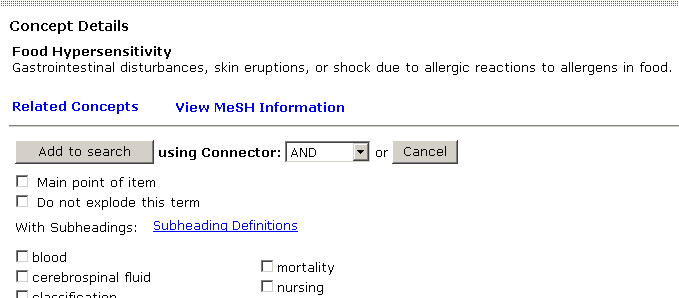 Concept Details
Food Hypersensitivity
Gastrointestinal disturbances, skin eruptions, or shock due to allergic reactions to allergens in food.
Related Concepts View MeSH Information
Add to search using Connector: AND or Cancel
Main point of item
Do not explode this term
With Subheadings: Subheading Definitions
blood
mortality
cerebrospinal fluid
nursing
classification